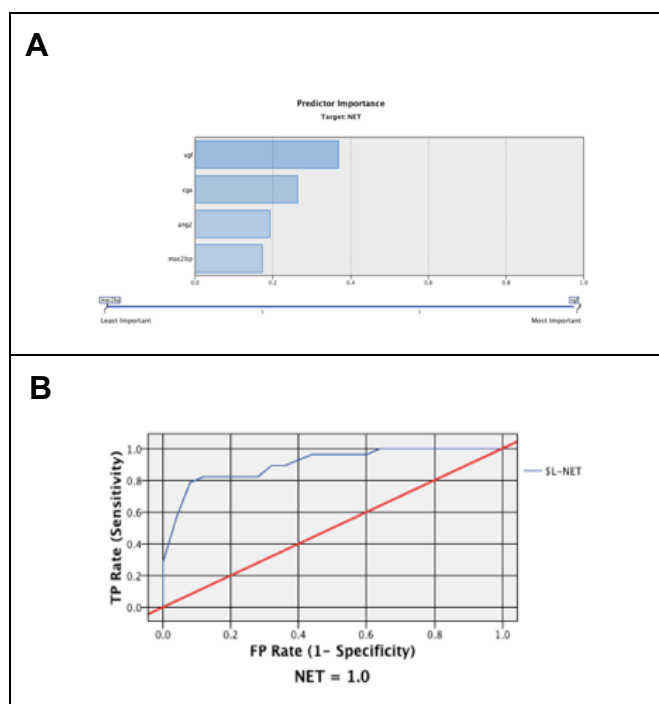 A
Predictor Importance
Target: NET
vgf
cga
ang2
mac2bp
0.0 0.2 0.4 0.6 0.8 1.0
mac2bp vgf
Least Important Most Important
B
TP Rate (Sensitivity)
1.0
0.8
0.6
0.4
0.2
0.0
$L-NET
0.0 0.2 0.4 0.6 0.8 1.0
FP Rate (1- Specificity)
NET = 1.0